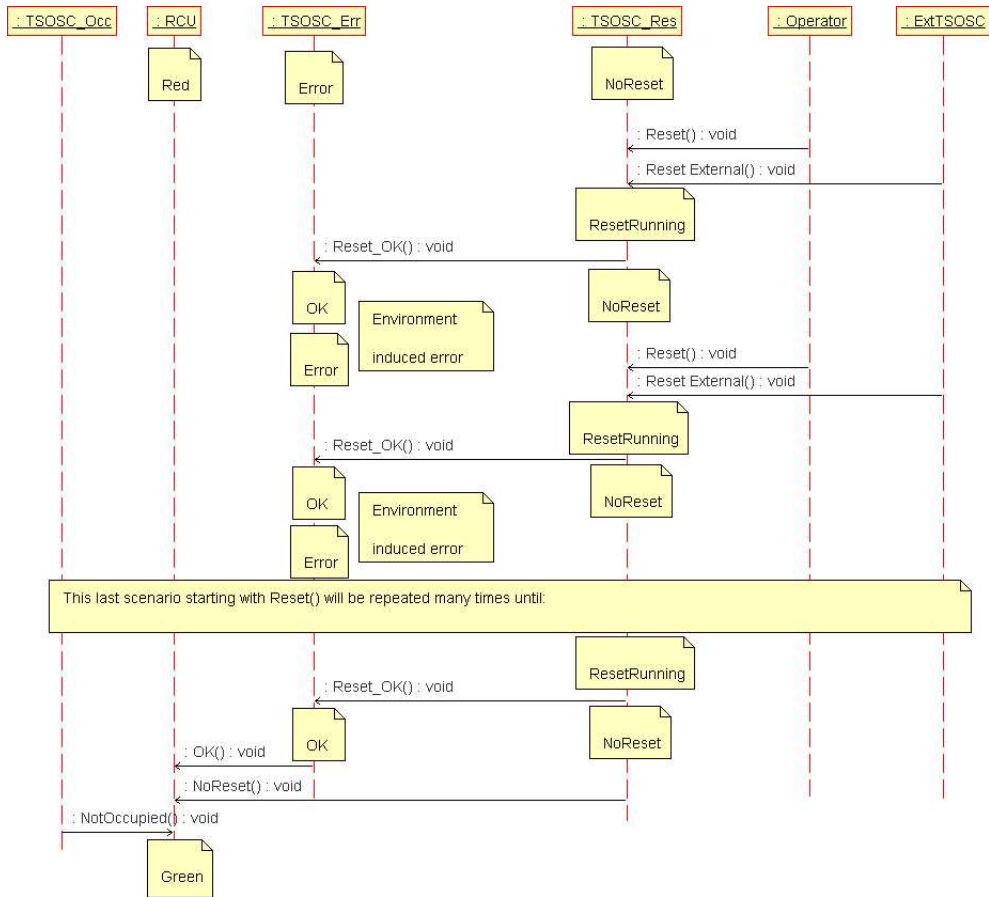 : TSOSC_Occ
: RCU
: TSOSC_Err
: TSOSC_Res
: Operator
: ExtTSOSC
Red
Error
NoReset
: Reset() : void
: Reset External() : void
ResetRunning
: Reset_OK() : void
OK
Environment
induced error
NoReset
Error
: Reset() : void
: Reset External() : void
ResetRunning
: Reset_OK() : void
OK
Environment
induced error
NoReset
Error
This last scenario starting with Reset() will be repeated many times until:
ResetRunning
: Reset_OK() : void
OK
NoReset
: OK() : void
: NoReset() : void
: NotOccupied() : void
Green